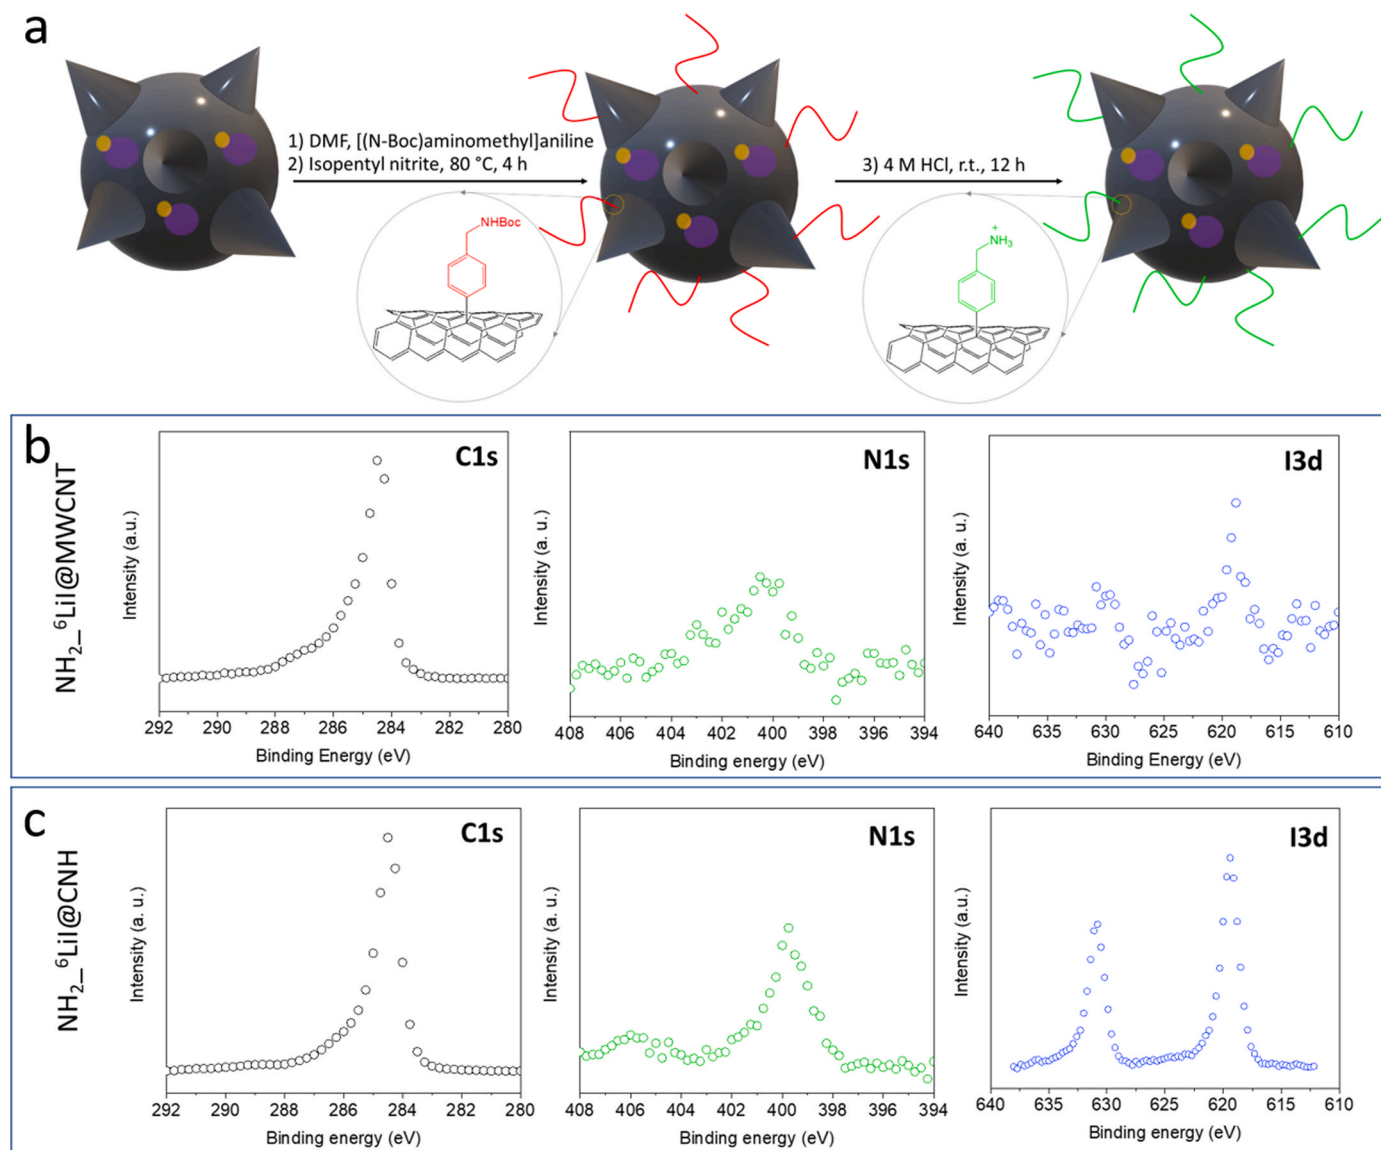 a
1) DMF, [(N-Boc)aminomethyl]aniline
2) Isopentyl nitrite, 80 °C, 4 h
3) 4 M HCl, r.t., 12 h
NHBoc
+
NH₃
b
NH₂_⁶LiI@MWCNT
C1s
Intensity (a.u.)
292 290 288 286 284 282 280
Binding Energy (eV)
N1s
Intensity (a. u.)
408 406 404 402 400 398 396 394
Binding energy (eV)
I3d
Intensity (a. u.)
640 635 630 625 620 615 610
Binding Energy (eV)
c
NH₂_⁶LiI@CNH
C1s
Intensity (a. u.)
292 290 288 286 284 282 280
Binding energy (eV)
N1s
Intensity (a. u.)
408 406 404 402 400 398 396 394
Binding energy (eV)
I3d
Intensity (a.u.)
640 635 630 625 620 615 610
Binding energy (eV)